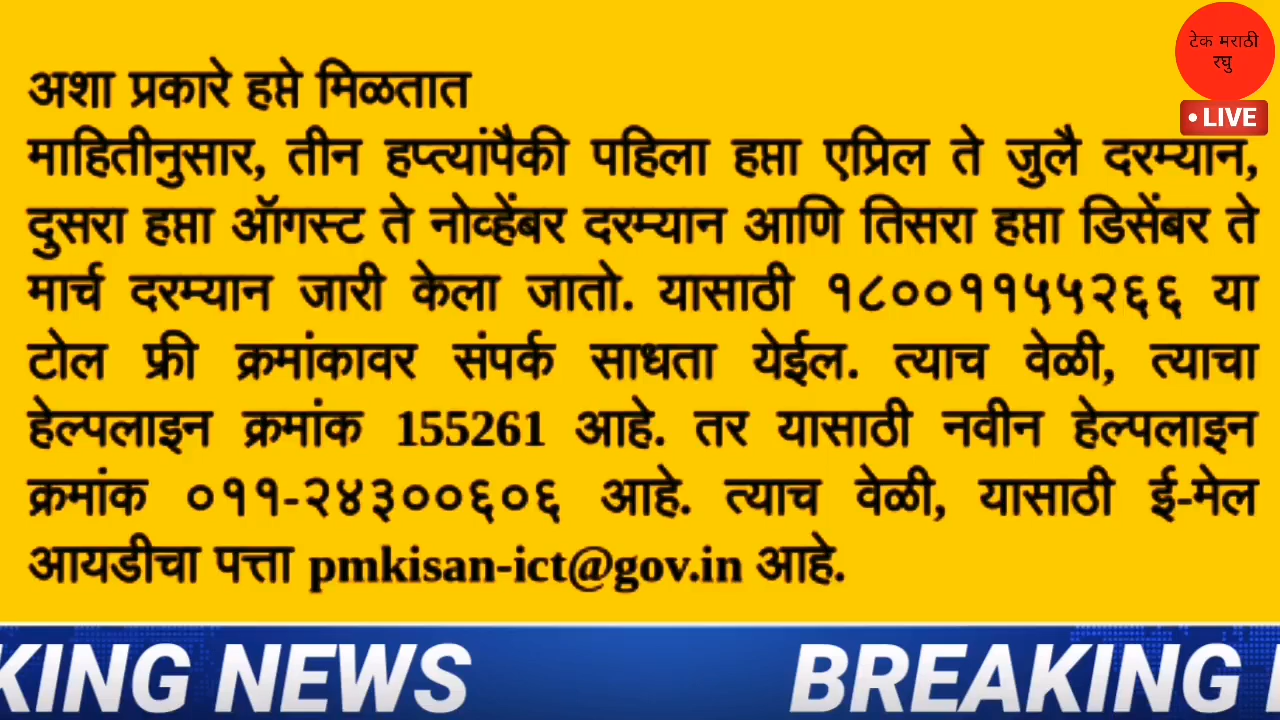 टेक मराठी
रघु
• LIVE
अशा प्रकारे हप्ते मिळतात
माहितीनुसार, तीन हप्त्यांपैकी पहिला हप्ता एप्रिल ते जुलै दरम्यान,
दुसरा हप्ता ऑगस्ट ते नोव्हेंबर दरम्यान आणि तिसरा हप्ता डिसेंबर ते
मार्च दरम्यान जारी केला जातो. यासाठी १८००११५५२६६ या
टोल फ्री क्रमांकावर संपर्क साधता येईल. त्याच वेळी, त्याचा
हेल्पलाइन क्रमांक 155261 आहे. तर यासाठी नवीन हेल्पलाइन
क्रमांक ०११-२४३००६०६ आहे. त्याच वेळी, यासाठी ई-मेल
आयडीचा पत्ता pmkisan-ict@gov.in आहे.
KING NEWS BREAKING